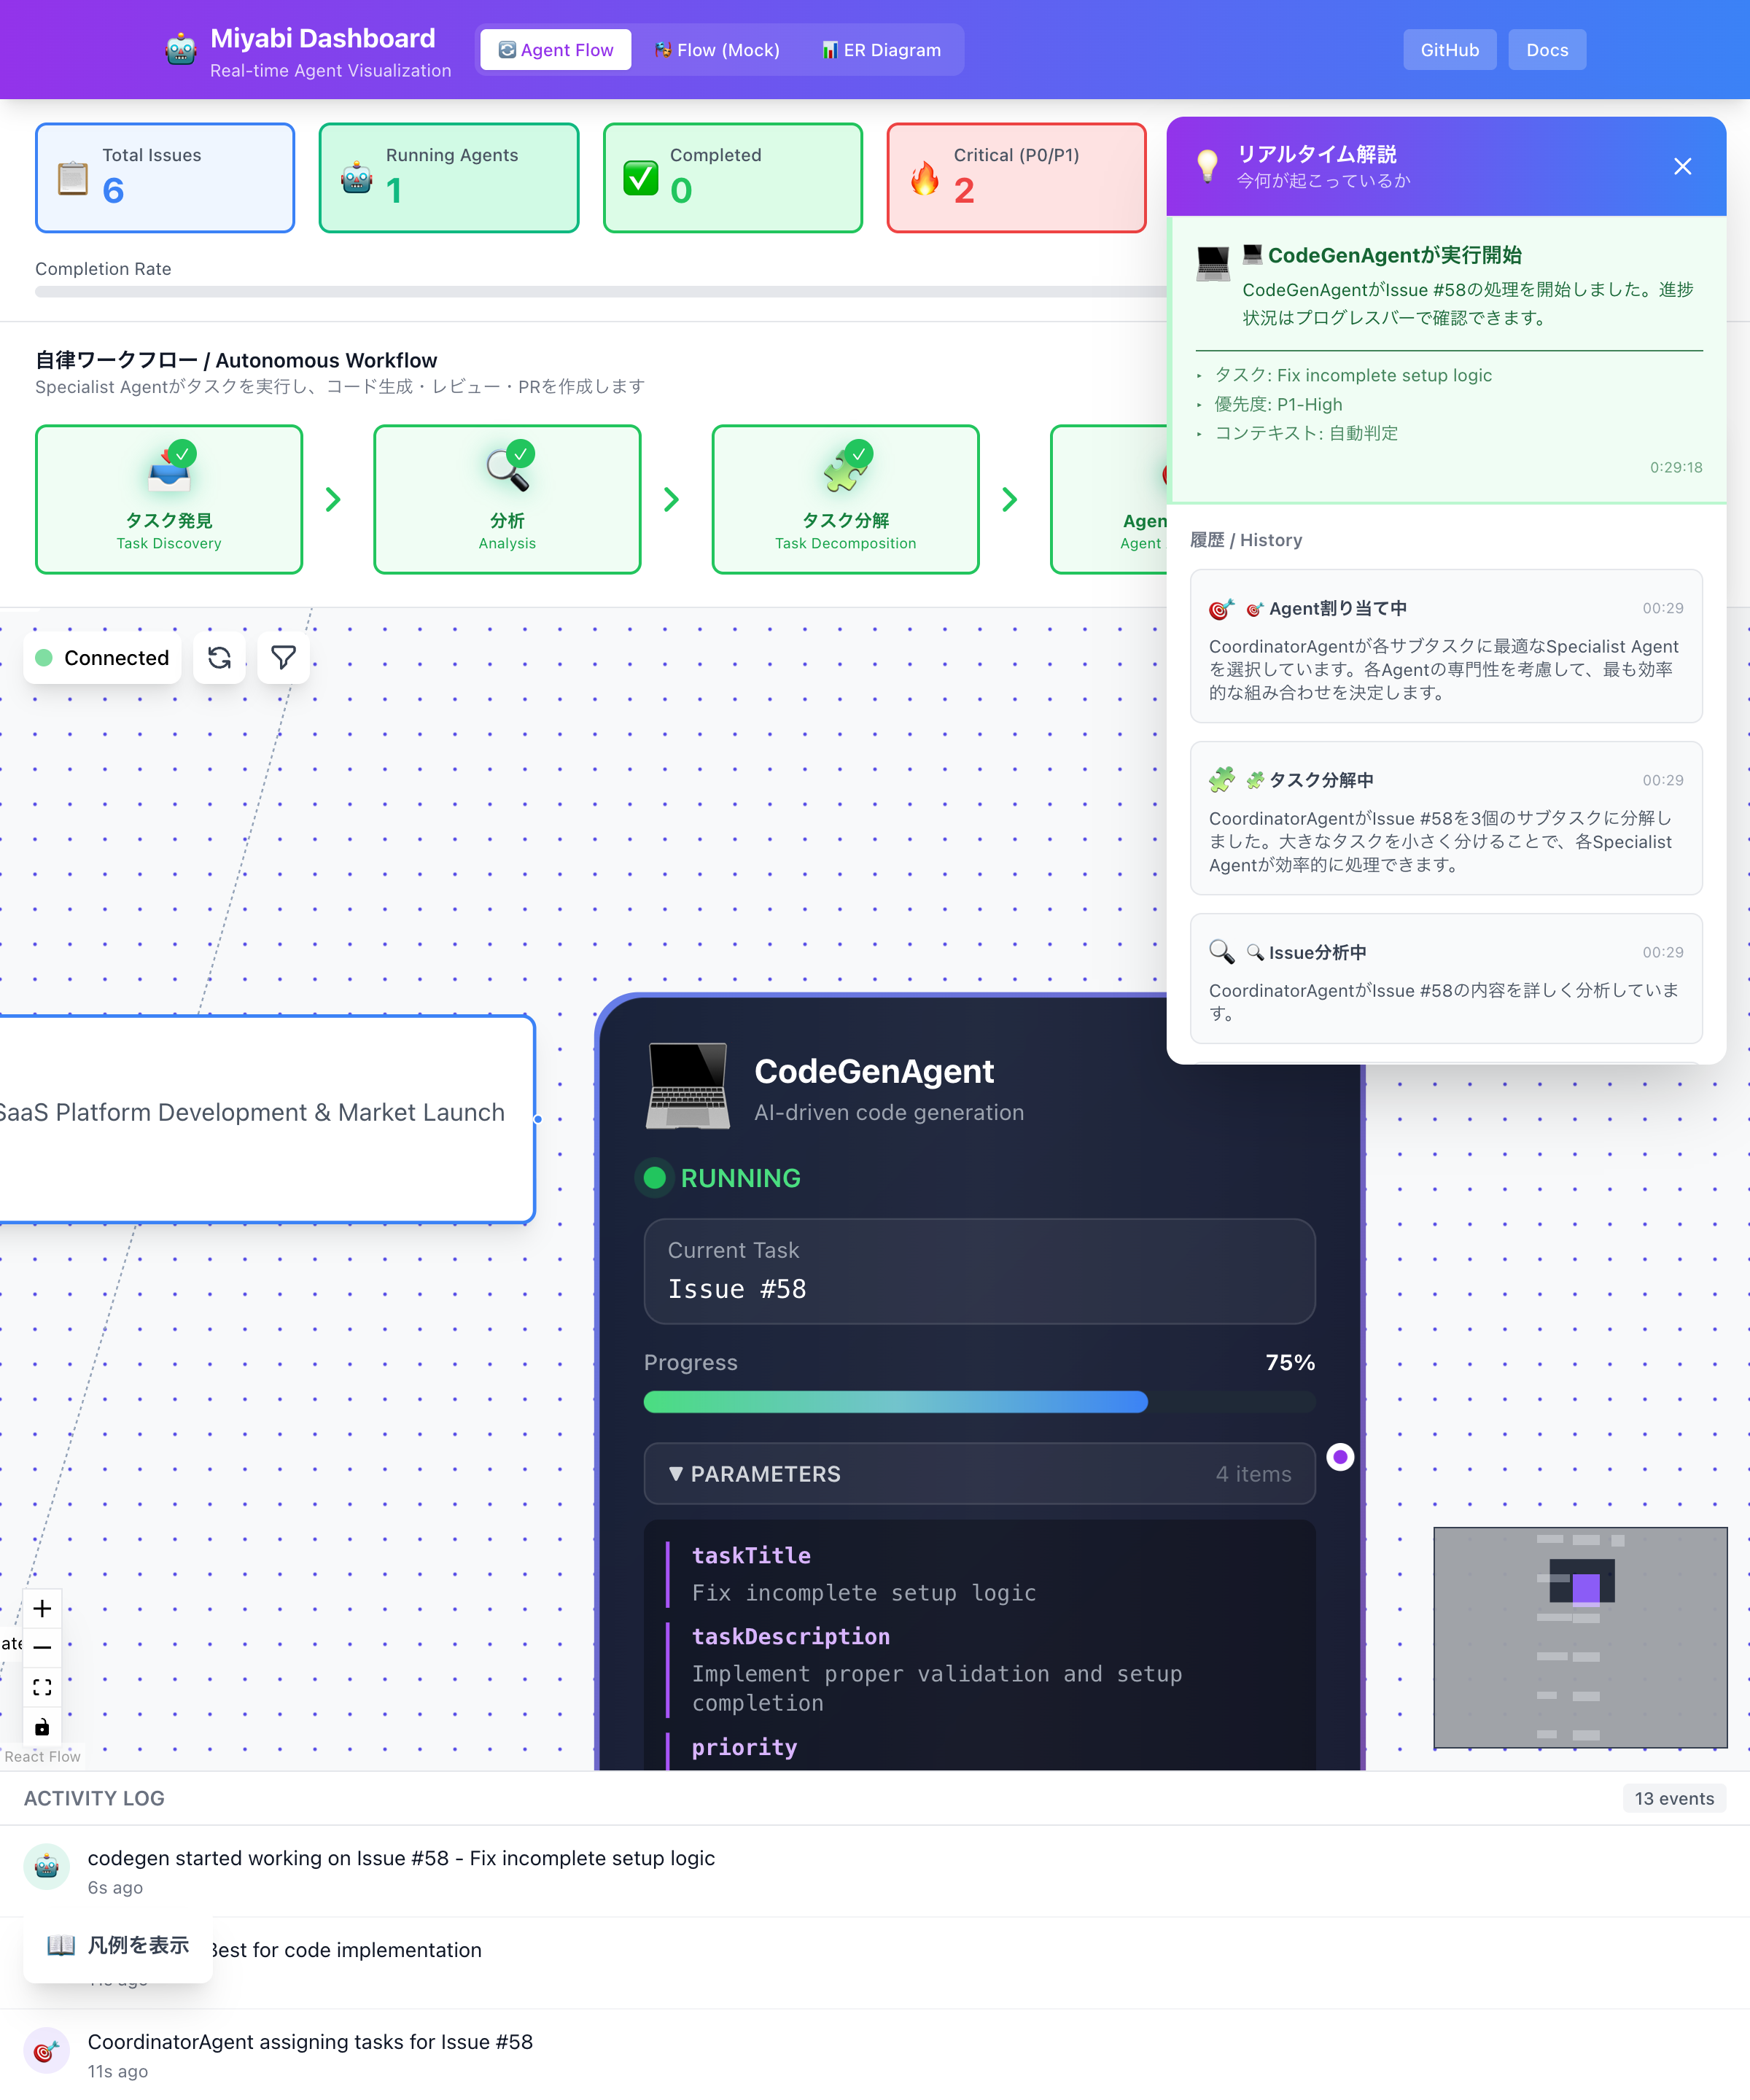 Miyabi Dashboard
Real-time Agent Visualization
Agent Flow
Flow (Mock)
ER Diagram
GitHub
Docs
Total Issues
6
Running Agents
1
Completed
0
Critical (P0/P1)
2
Completion Rate
自律ワークフロー / Autonomous Workflow
Specialist Agentがタスクを実行し、コード生成・レビュー・PRを作成します
タスク発見
Task Discovery
分析
Analysis
タスク分解
Task Decomposition
Agen
Agent
リアルタイム解説
今何が起こっているか
CodeGenAgentが実行開始
CodeGenAgentがIssue #58の処理を開始しました。進捗
状況はプログレスバーで確認できます。
タスク: Fix incomplete setup logic
優先度: P1-High
コンテキスト: 自動判定
0:29:18
履歴 / History
Agent割り当て中
00:29
CoordinatorAgentが各サブタスクに最適なSpecialist Agent
を選択しています。各Agentの専門性を考慮して、最も効率
的な組み合わせを決定します。
タスク分解中
00:29
CoordinatorAgentがIssue #58を3個のサブタスクに分解し
ました。大きなタスクを小さく分けることで、各Specialist
Agentが効率的に処理できます。
Issue分析中
00:29
CoordinatorAgentがIssue #58の内容を詳しく分析していま
す。
Connected
SaaS Platform Development & Market Launch
CodeGenAgent
AI-driven code generation
RUNNING
Current Task
Issue #58
Progress
75%
▼ PARAMETERS
4 items
taskTitle
Fix incomplete setup logic
taskDescription
Implement proper validation and setup
completion
priority
React Flow
ACTIVITY LOG
13 events
codegen started working on Issue #58 - Fix incomplete setup logic
6s ago
凡例を表示
Best for code implementation
CoordinatorAgent assigning tasks for Issue #58
11s ago